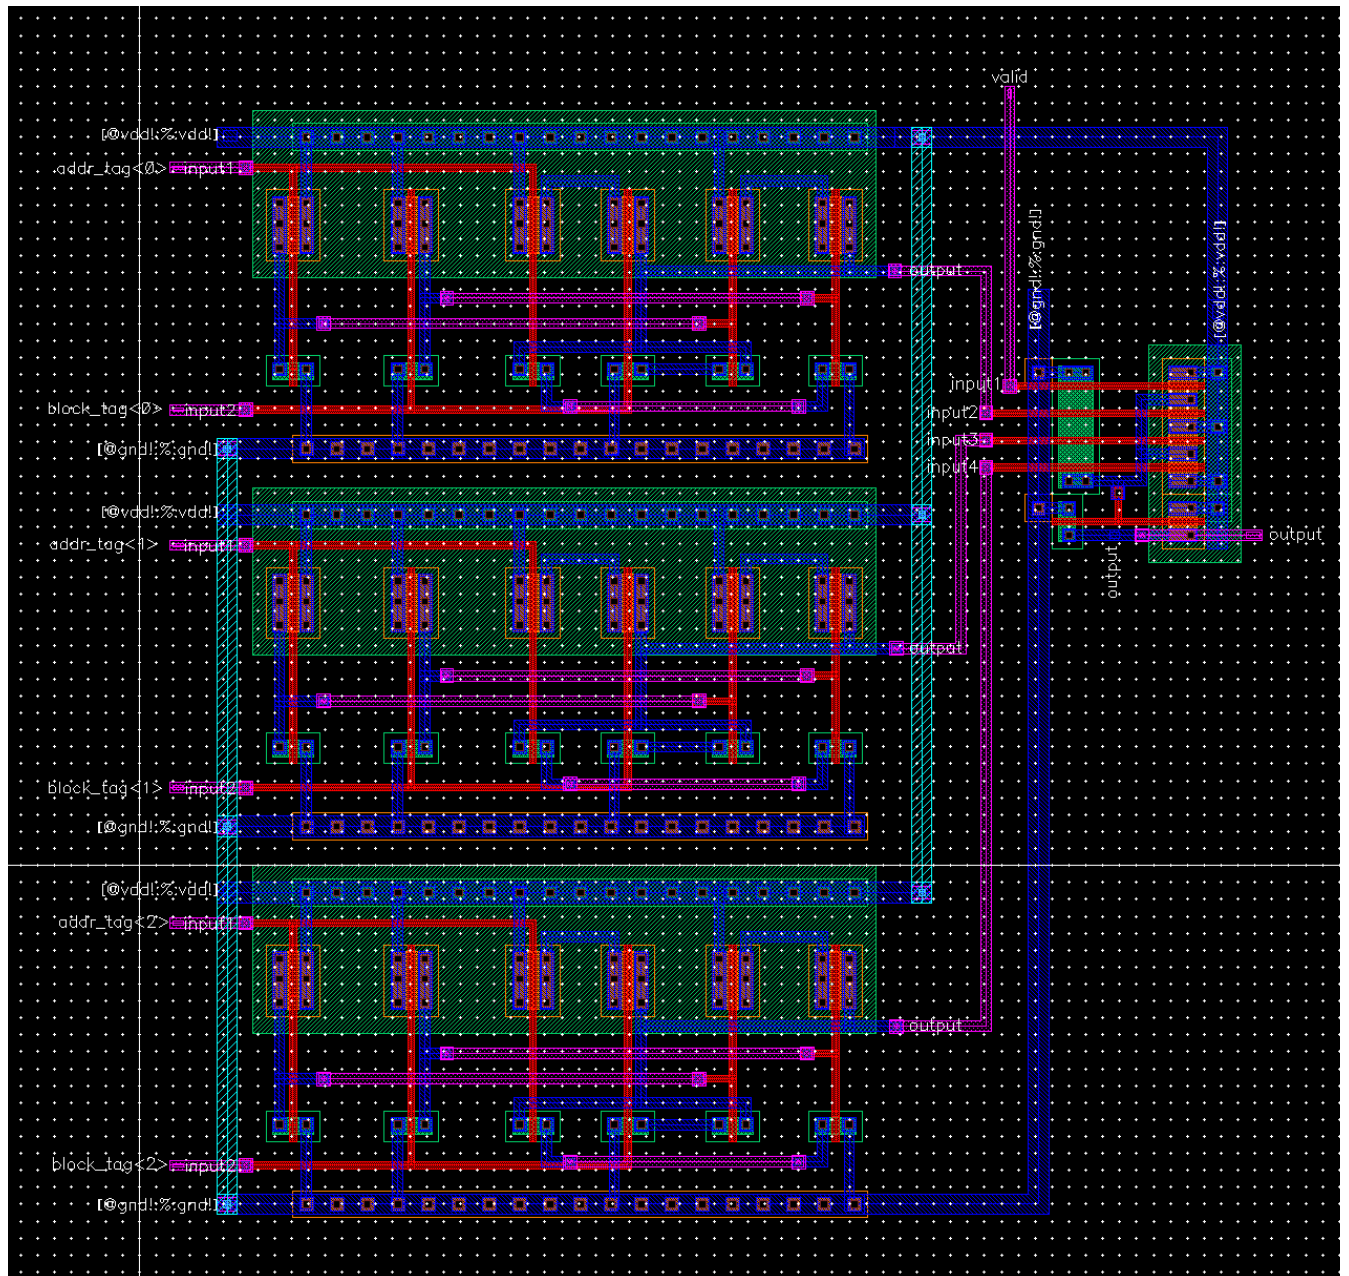 valid
[@vdd!:%:vdd!]
addr_tag<0> input1
[@gnd!:%:gnd!]
[@vdd!:%:vdd!]
output
input1
block_tag<0> input2
input2
input3
[@gnd!:%:gnd!]
input4
[@vdd!:%:vdd!]
output
addr_tag<1> input1
output
output
block_tag<1> input2
[@gnd!:%:gnd!]
[@vdd!:%:vdd!]
addr_tag<2> input1
output
block_tag<2> input2
[@gnd!:%:gnd!]